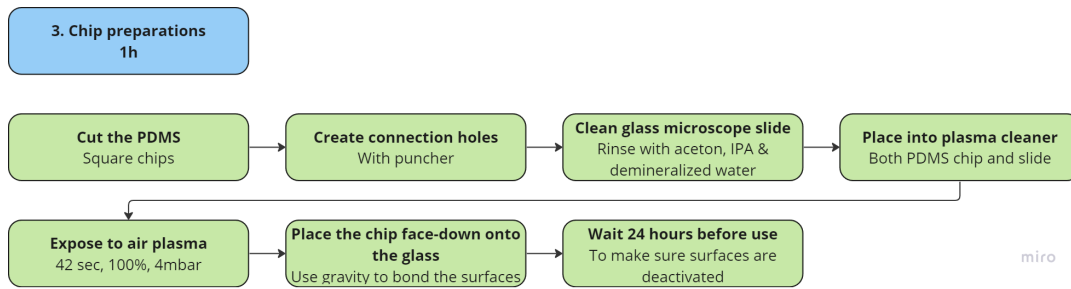 3. Chip preparations
1h
Cut the PDMS
Square chips
Create connection holes
With puncher
Clean glass microscope slide
Rinse with aceton, IPA &
demineralized water
Place into plasma cleaner
Both PDMS chip and slide
Expose to air plasma
42 sec, 100%, 4mbar
Place the chip face-down onto
the glass
Use gravity to bond the surfaces
Wait 24 hours before use
To make sure surfaces are
deactivated
miro